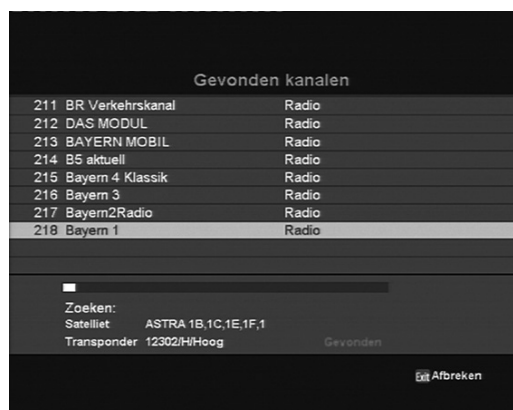 Gevonden kanalen
211 BR Verkehrskanal Radio
212 DAS MODUL Radio
213 BAYERN MOBIL Radio
214 B5 aktuell Radio
215 Bayern 4 Klassik Radio
216 Bayern 3 Radio
217 Bayern2Radio Radio
218 Bayern 1 Radio
Zoeken:
Satelliet ASTRA 1B,1C,1E,1F,1
Transponder 12302/H/Hoog Gevonden
Exit Afbreken